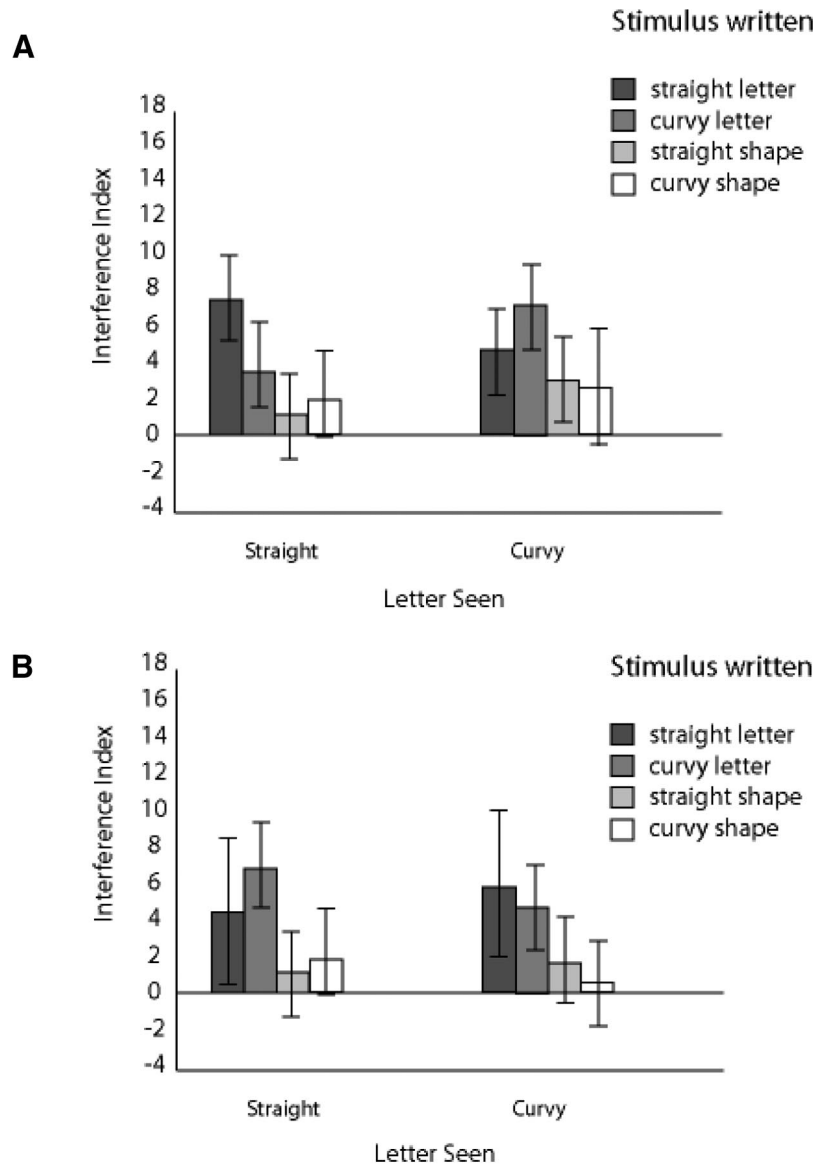 A
Stimulus written
straight letter
curvy letter
straight shape
curvy shape
Interference Index
18
16
14
12
10
8
6
4
2
0
-2
-4
Straight Curvy
Letter Seen
B
Stimulus written
straight letter
curvy letter
straight shape
curvy shape
Interference Index
18
16
14
12
10
8
6
4
2
0
-2
-4
Straight Curvy
Letter Seen